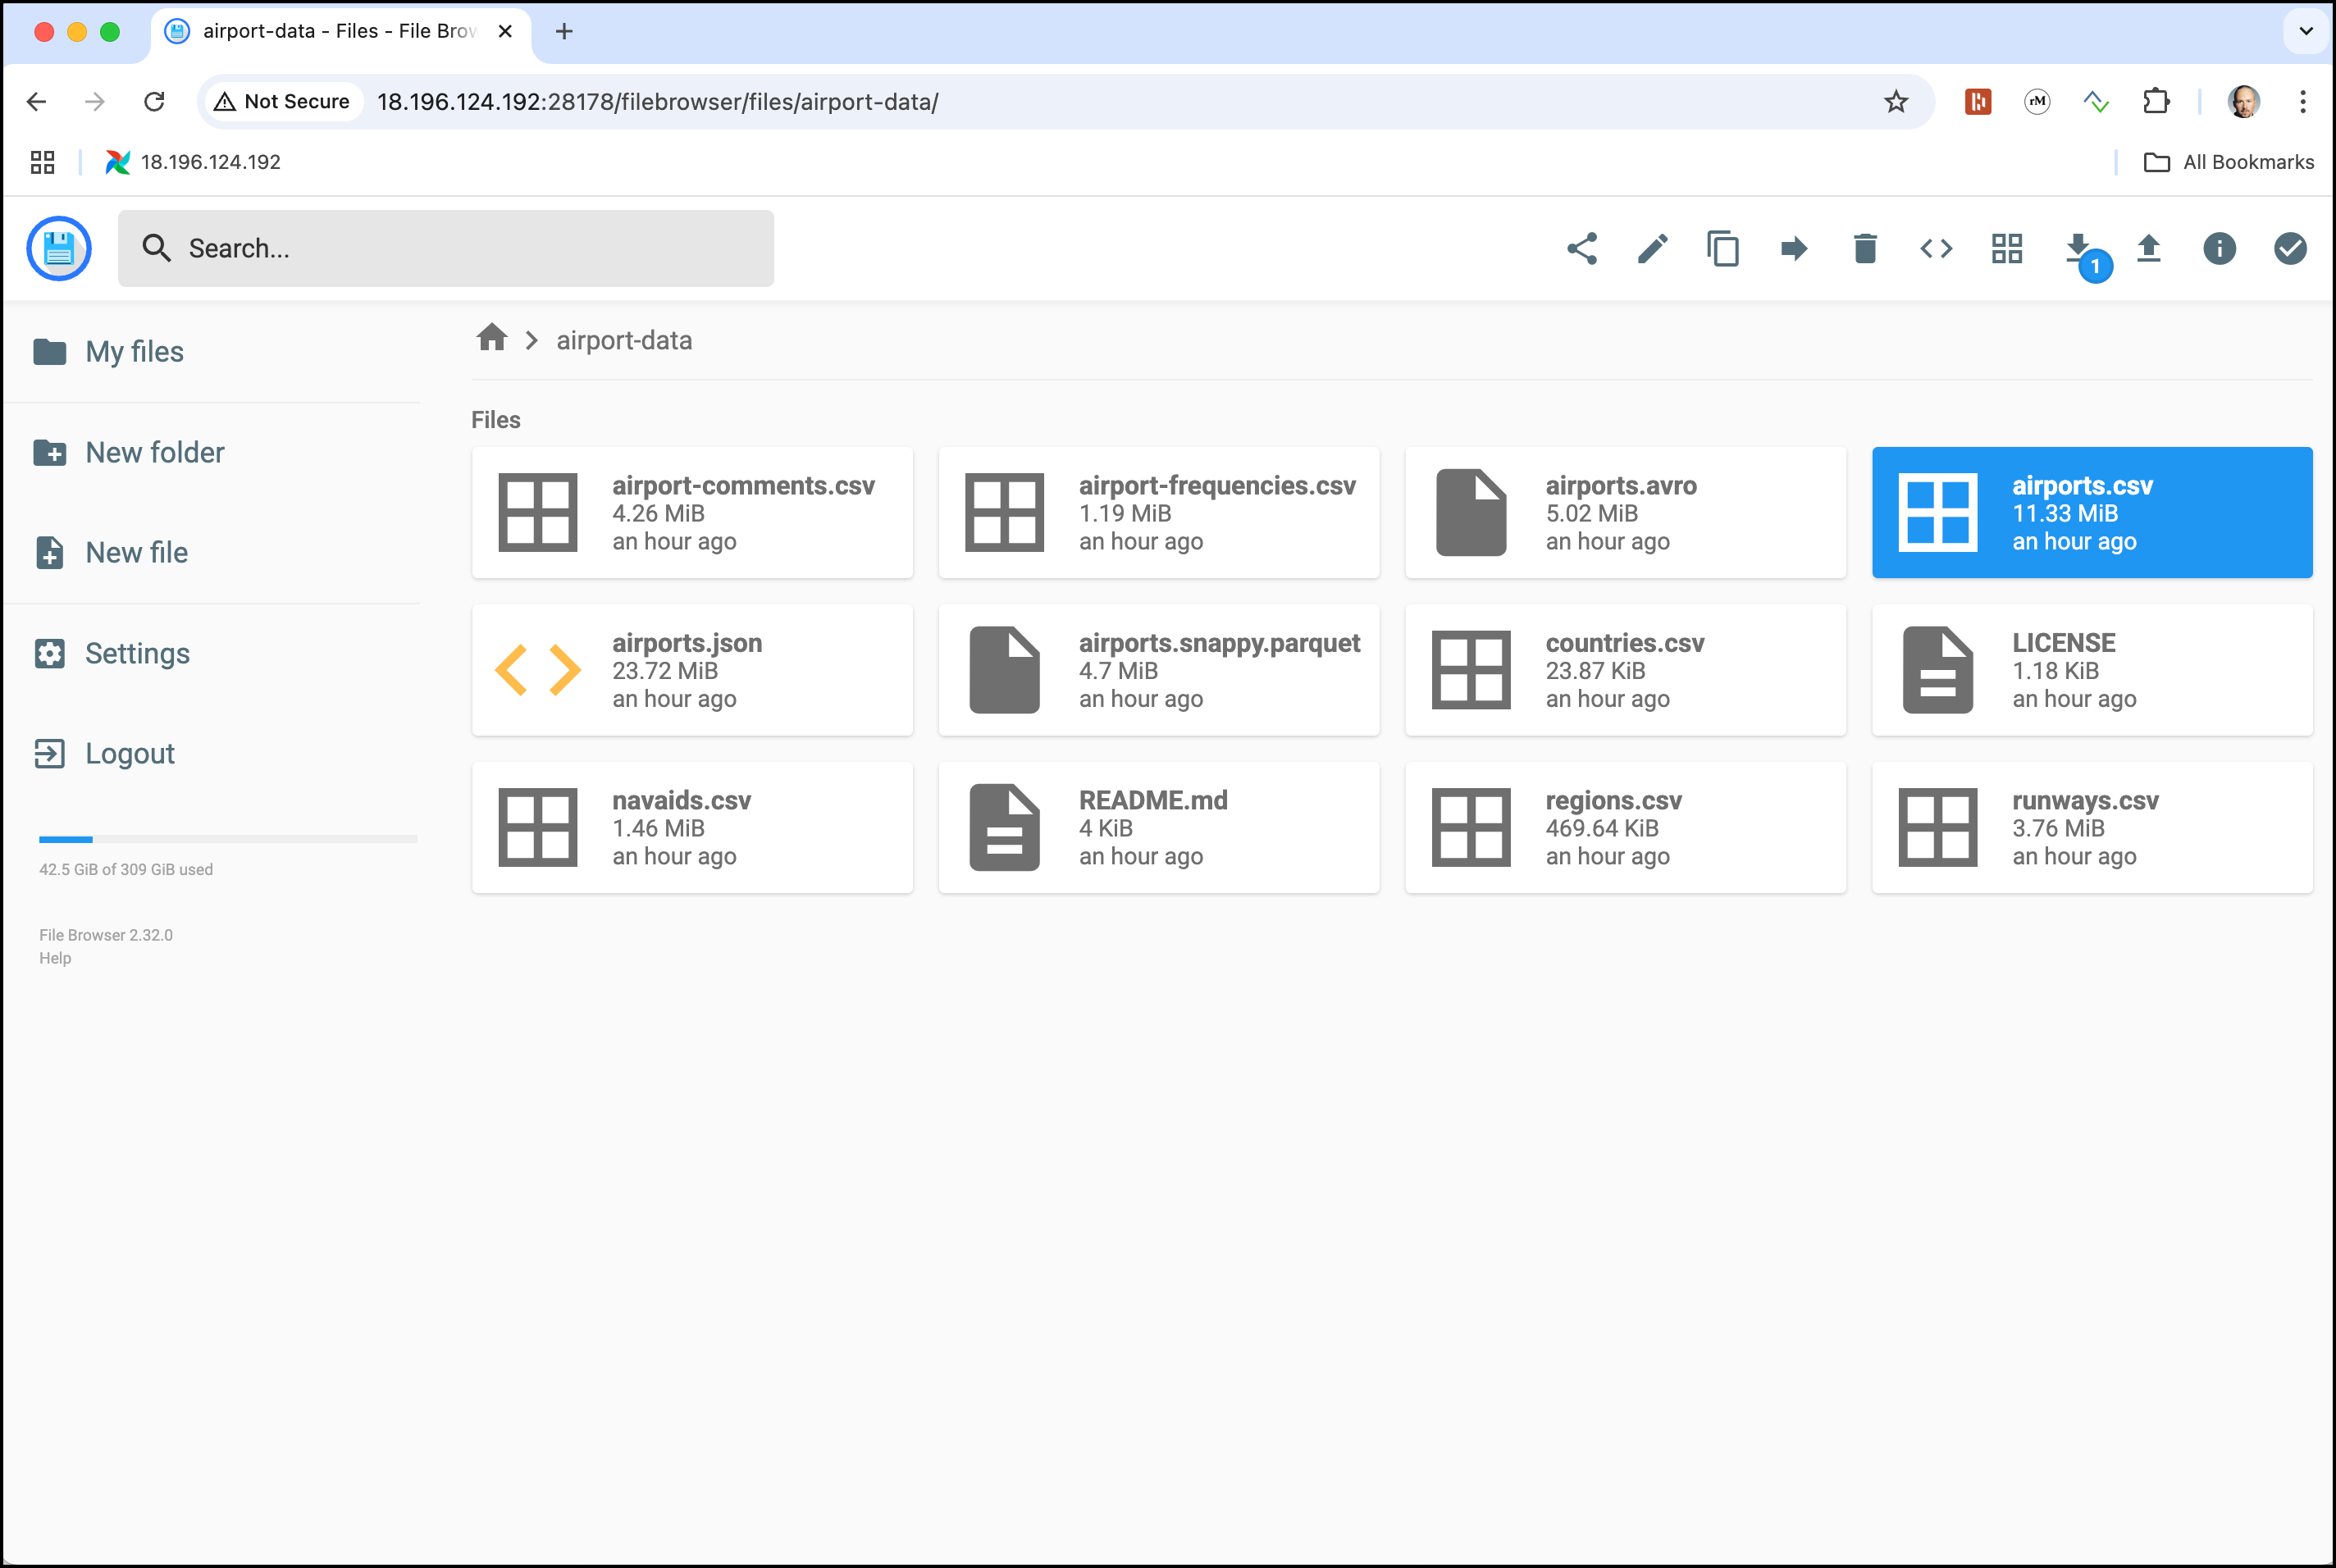 airport-data - Files - File Brow
Not Secure
18.196.124.192:28178/filebrowser/files/airport-data/
rM
18.196.124.192
All Bookmarks
Search...
1
My files
New folder
New file
Settings
Logout
42.5 GiB of 309 GiB used
File Browser 2.32.0
Help
airport-data
Files
airport-comments.csv
4.26 MiB
an hour ago
airport-frequencies.csv
1.19 MiB
an hour ago
airports.avro
5.02 MiB
an hour ago
airports.csv
11.33 MiB
an hour ago
airports.json
23.72 MiB
an hour ago
airports.snappy.parquet
4.7 MiB
an hour ago
countries.csv
23.87 KiB
an hour ago
LICENSE
1.18 KiB
an hour ago
navaids.csv
1.46 MiB
an hour ago
README.md
4 KiB
an hour ago
regions.csv
469.64 KiB
an hour ago
runways.csv
3.76 MiB
an hour ago